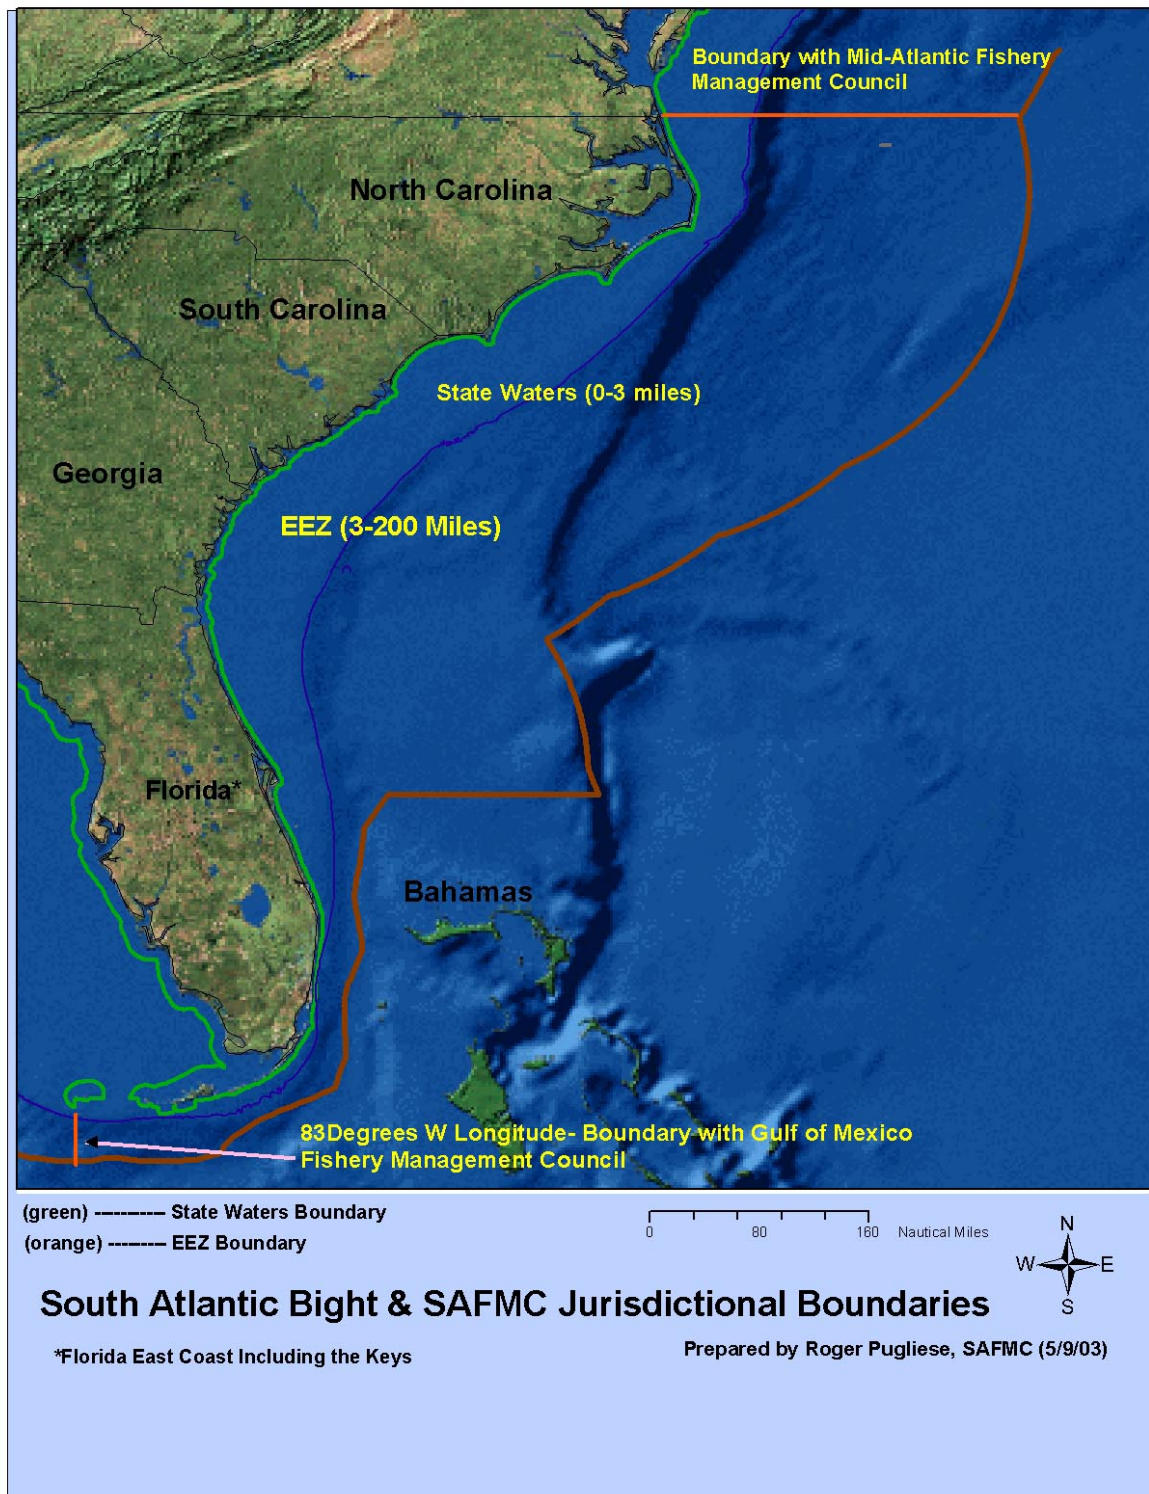 Boundary with Mid-Atlantic Fishery
Management Council
North Carolina
South Carolina
State Waters (0-3 miles)
Georgia
EEZ (3-200 Miles)
Florida*
Bahamas
83Degrees W Longitude- Boundary with Gulf of Mexico
Fishery Management Council
(green) ----------- State Waters Boundary
(orange) --------- EEZ Boundary
0 80 160 Nautical Miles
N
W E
S
South Atlantic Bight & SAFMC Jurisdictional Boundaries
*Florida East Coast Including the Keys
Prepared by Roger Pugliese, SAFMC (5/9/03)